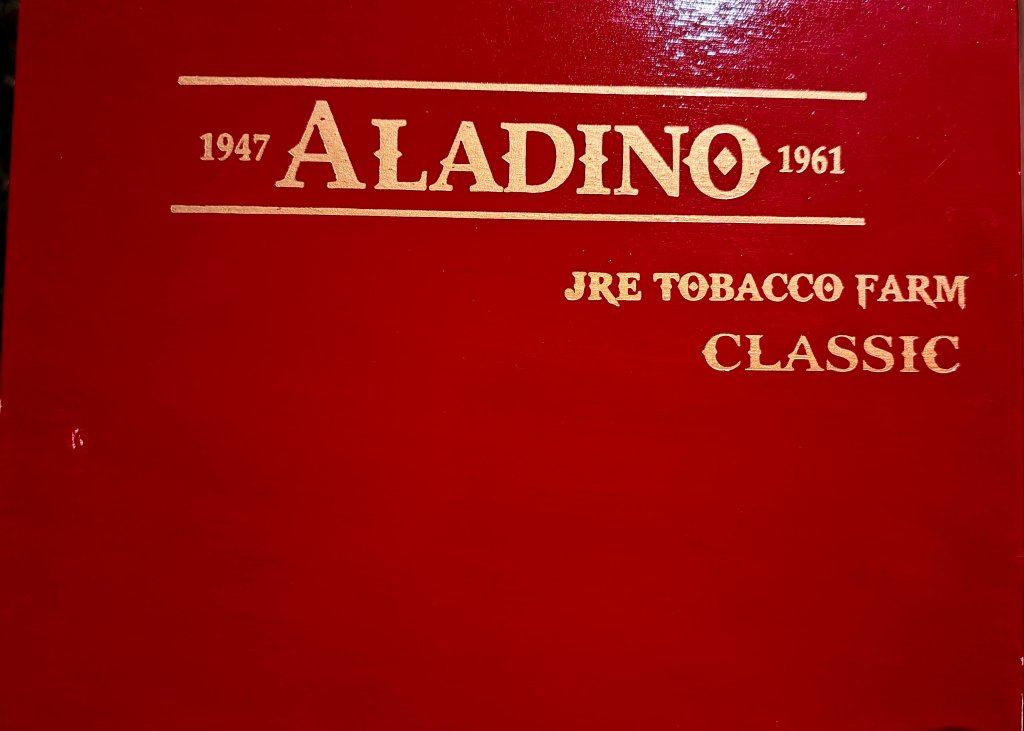 1947 ALADINO 1961
JRE TOBACCO FARM
CLASSIC